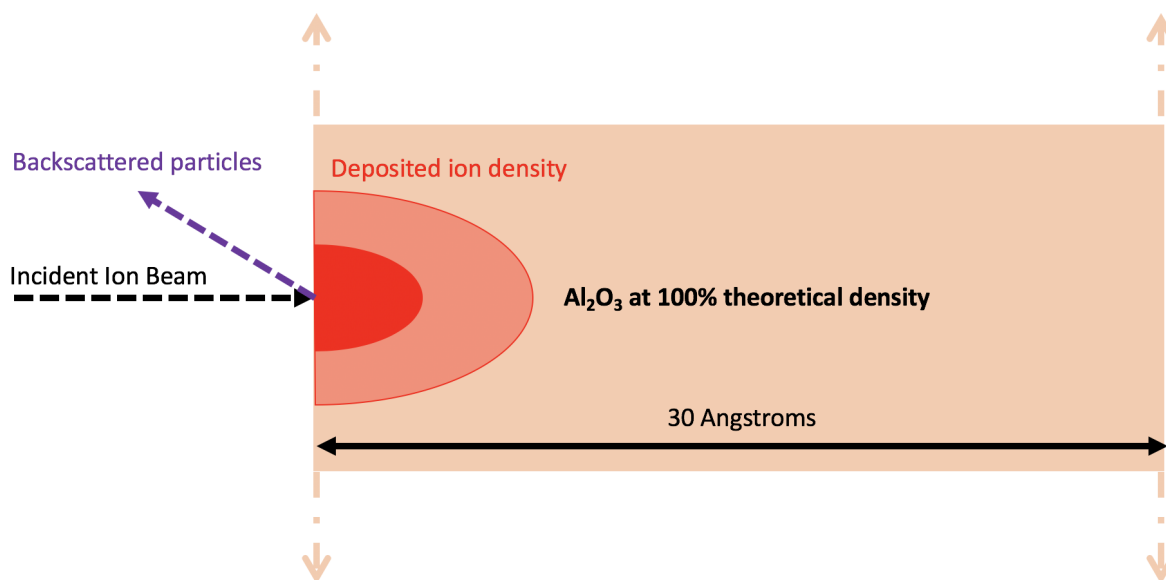 Backscattered particles
Deposited ion density
Incident Ion Beam
Al₂O₃ at 100% theoretical density
30 Angstroms